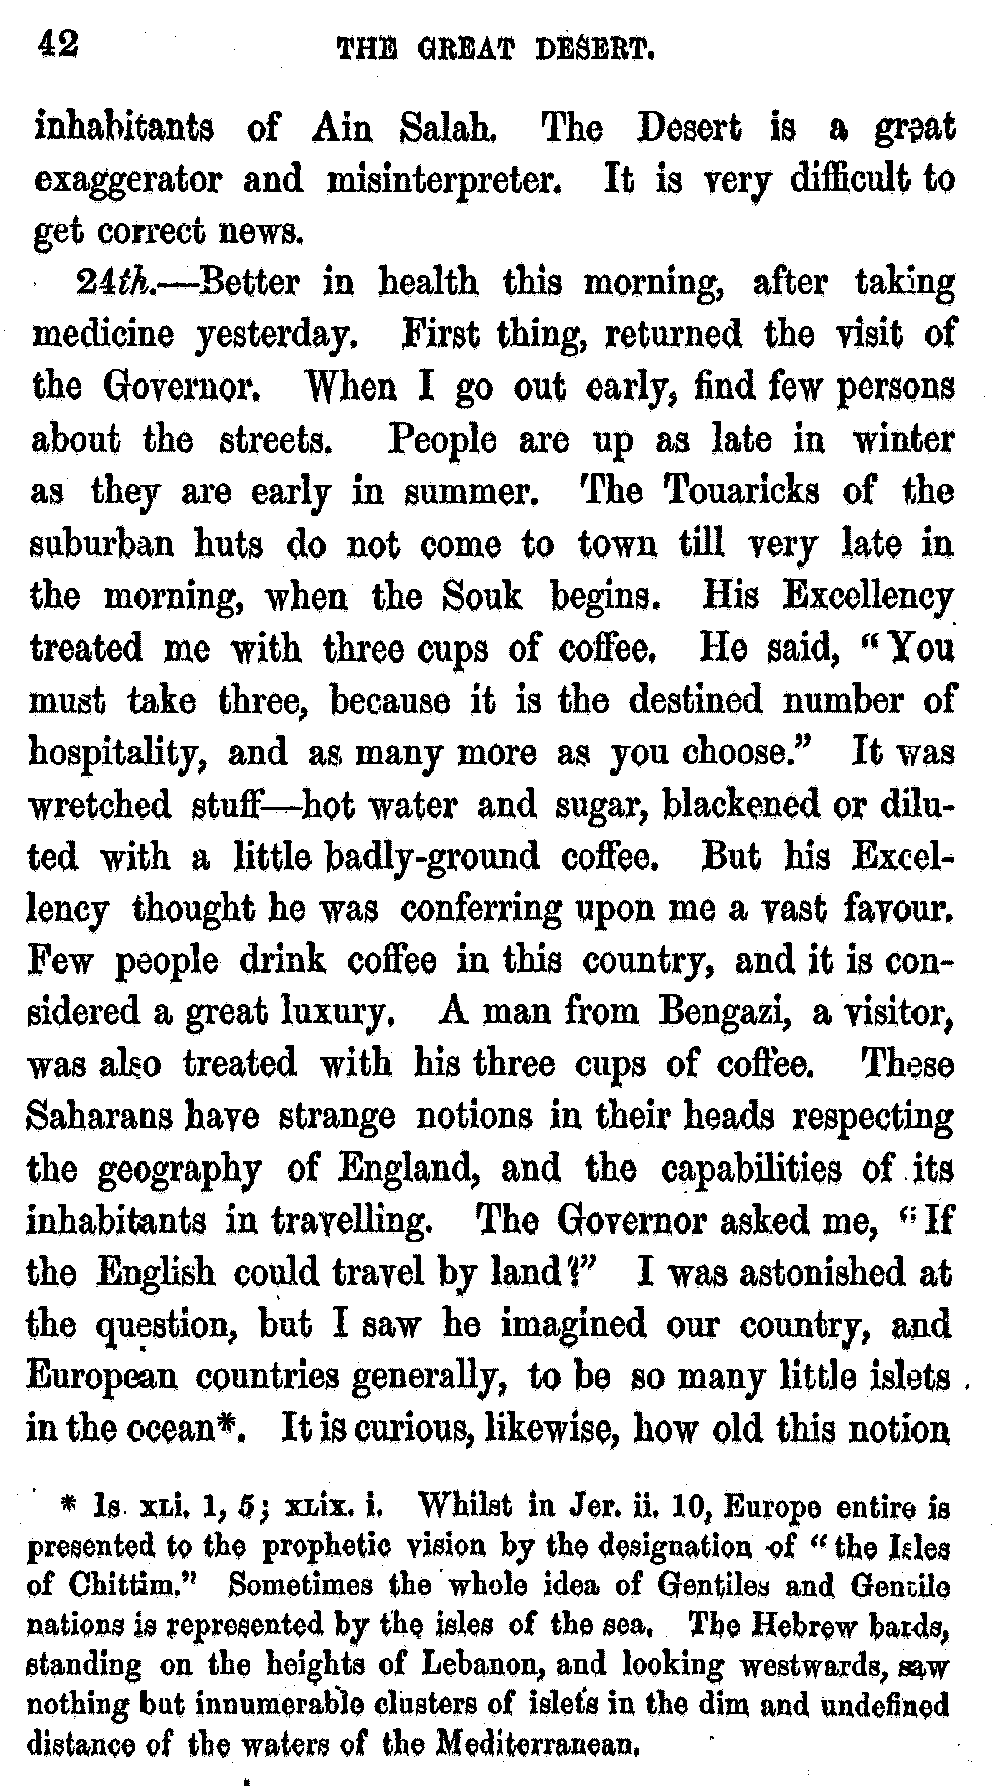 42 THE GREAT DESERT.
inhabitants of Ain Salah. The Desert is a great
exaggerator and misinterpreter. It is very difficult to
get correct news.
24th.—Better in health this morning, after taking
medicine yesterday. First thing, returned the visit of
the Governor. When I go out early, find few persons
about the streets. People are up as late in winter
as they are early in summer. The Touaricks of the
suburban huts do not come to town till very late in
the morning, when the Souk begins. His Excellency
treated me with three cups of coffee. He said, "You
must take three, because it is the destined number of
hospitality, and as many more as you choose." It was
wretched stuff—hot water and sugar, blackened or dilu-
ted with a little badly-ground coffee. But his Excel-
lency thought he was conferring upon me a vast favour.
Few people drink coffee in this country, and it is con-
sidered a great luxury. A man from Bengazi, a visitor,
was also treated with his three cups of coffee. These
Saharans have strange notions in their heads respecting
the geography of England, and the capabilities of its
inhabitants in travelling. The Governor asked me, "If
the English could travel by land?" I was astonished at
the question, but I saw he imagined our country, and
European countries generally, to be so many little islets
in the ocean*. It is curious, likewise, how old this notion
* Is. XLi. 1, 5; XLix. i. Whilst in Jer. ii. 10, Europe entire is
presented to the prophetic vision by the designation of "the Isles
of Chittim." Sometimes the whole idea of Gentiles and Gentile
nations is represented by the isles of the sea. The Hebrew bards,
standing on the heights of Lebanon, and looking westwards, saw
nothing but innumerable clusters of islets in the dim and undefined
distance of the waters of the Mediterranean.